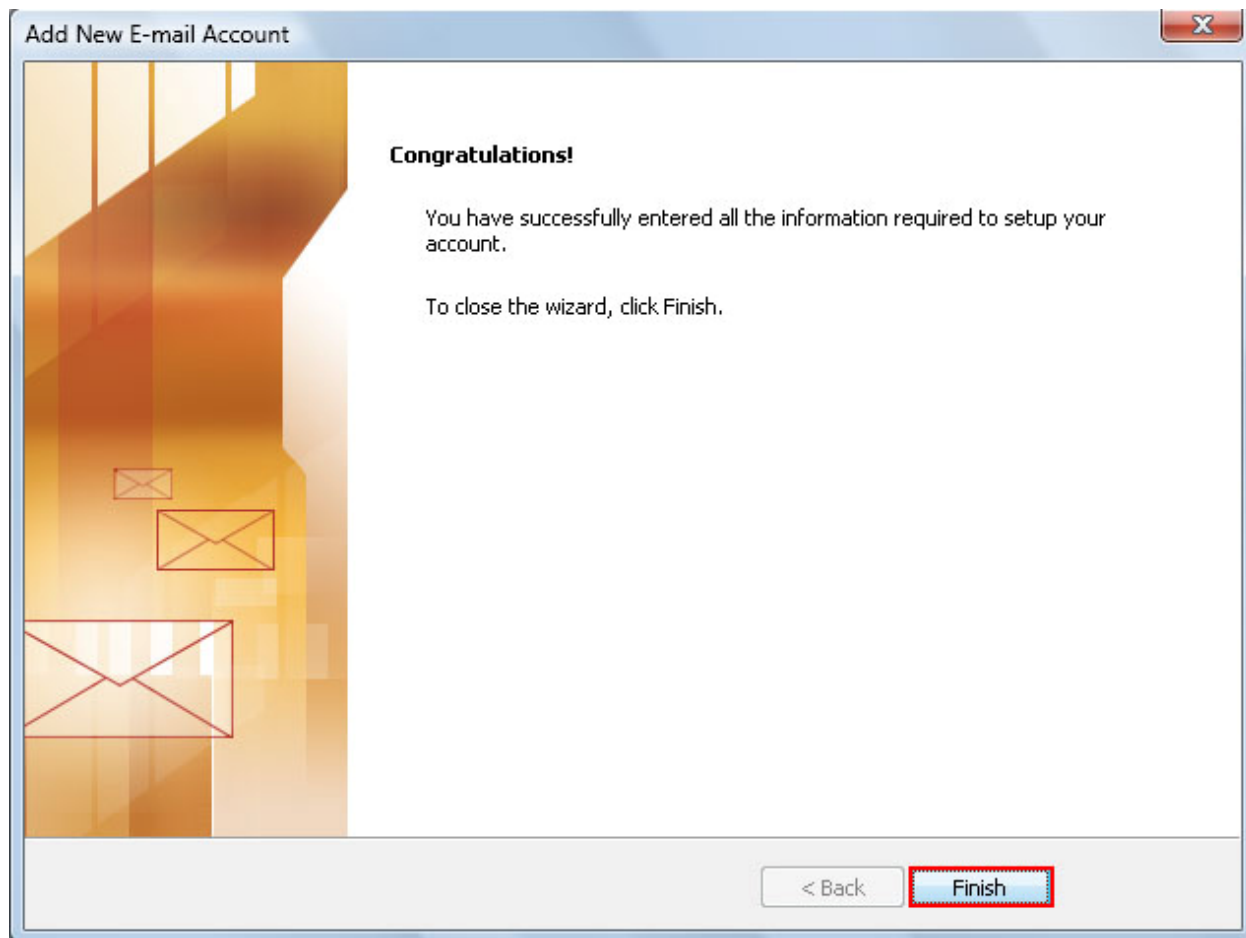 Add New E-mail Account
X
Congratulations!
You have successfully entered all the information required to setup your
account.
To close the wizard, click Finish.
< Back
Finish